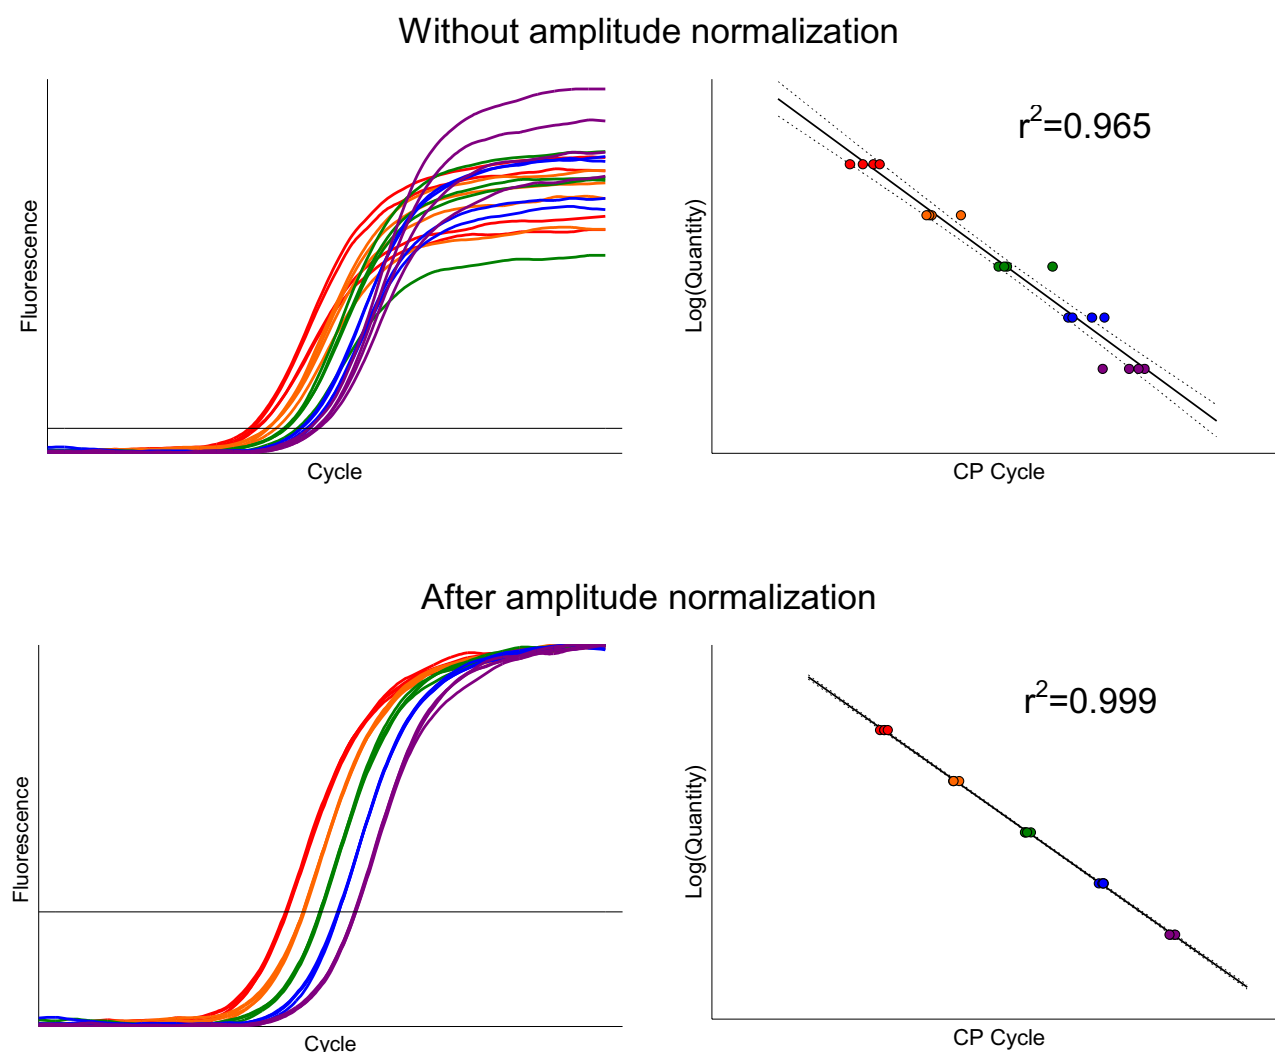 Without amplitude normalization
Fluorescence
Cycle
Log(Quantity)
r²=0.965
CP Cycle
After amplitude normalization
Fluorescence
Cycle
Log(Quantity)
r²=0.999
CP Cycle